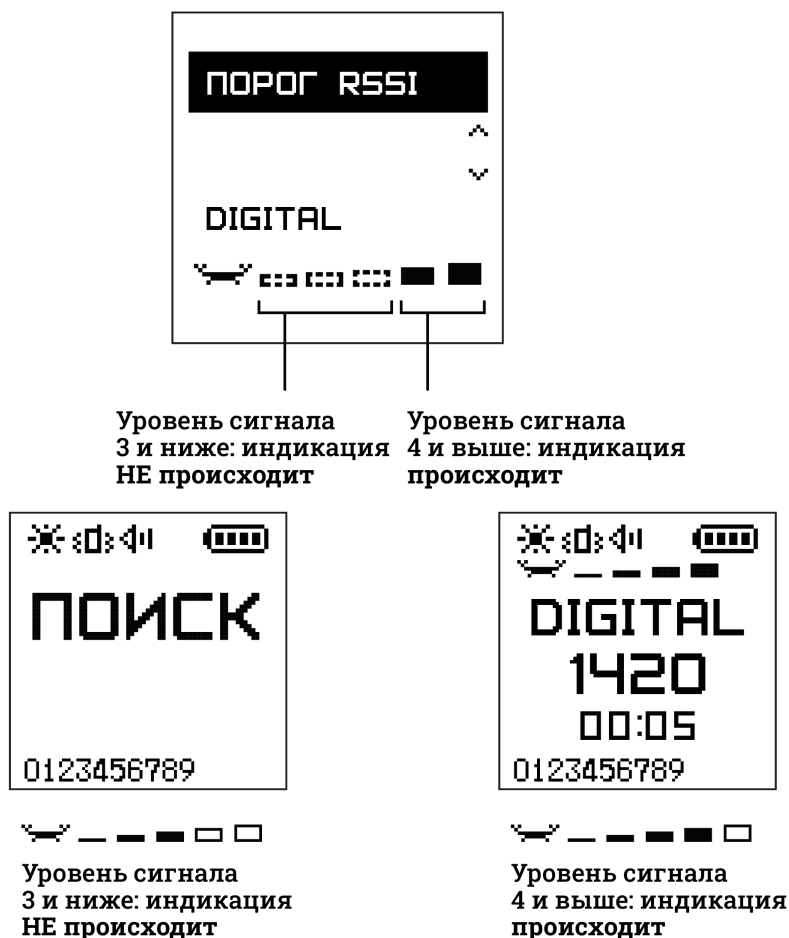 ПОРОГ RSSI
DIGITAL
Уровень сигнала
3 и ниже: индикация
НЕ происходит
Уровень сигнала
4 и выше: индикация
происходит
ПОИСК
0123456789
DIGITAL
1420
00:05
0123456789
Уровень сигнала
3 и ниже: индикация
НЕ происходит
Уровень сигнала
4 и выше: индикация
происходит